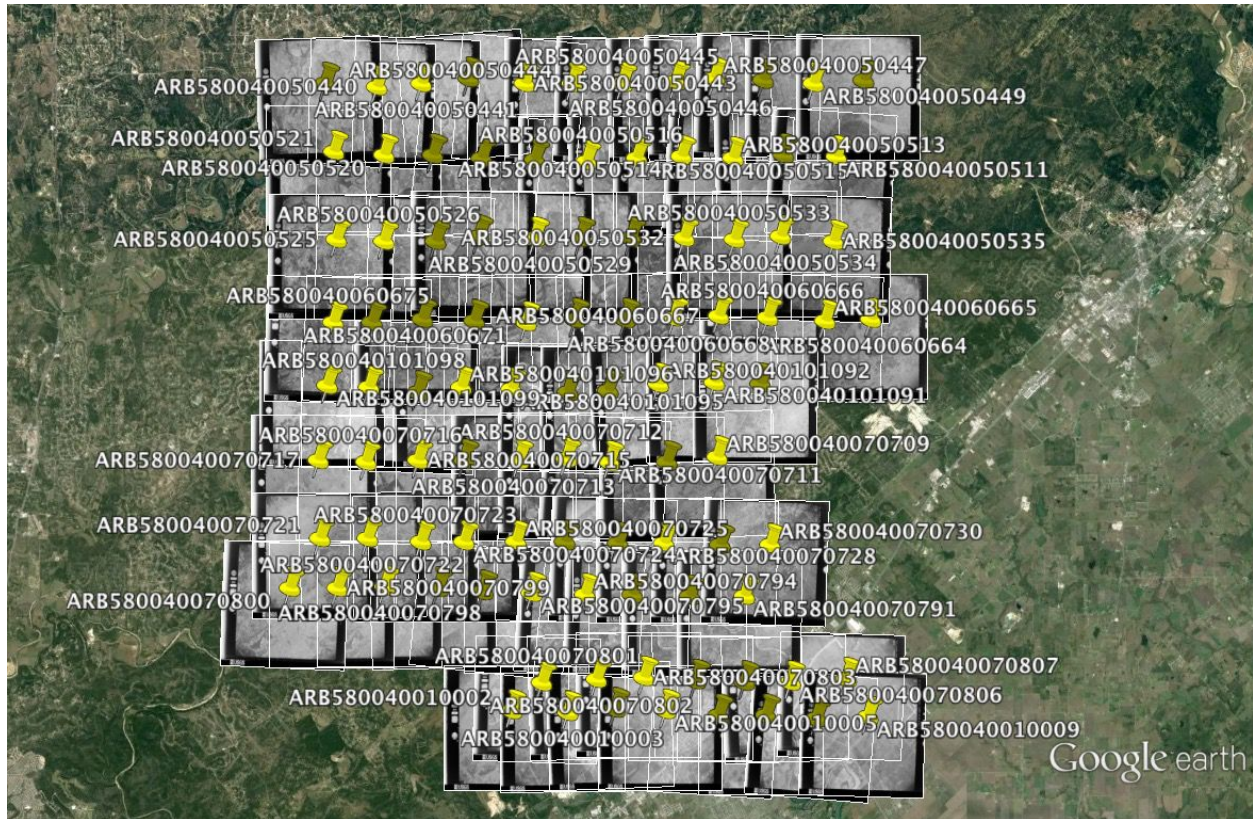 ARB580040050445
ARB580040050447
ARB580040050444
ARB580040050440
ARB580040050443
ARB580040050449
ARB580040050446
ARB580040050441
ARB580040050521
ARB580040050516
ARB580040050513
ARB580040050520
ARB580040050514
ARB580040050515
ARB580040050511
ARB580040050526
ARB580040050533
ARB580040050525
ARB580040050532
ARB580040050535
ARB580040050529
ARB580040050534
ARB580040060675
ARB580040060666
ARB580040060667
ARB580040060665
ARB580040060671
ARB580040060668
ARB580040060664
ARB580040101098
ARB580040101096
ARB580040101092
ARB580040101099
ARB580040101095
ARB580040101091
ARB580040070716
ARB580040070712
ARB580040070709
ARB580040070717
ARB580040070715
ARB580040070711
ARB580040070713
ARB580040070723
ARB580040070721
ARB580040070725
ARB580040070730
ARB580040070724
ARB580040070728
ARB580040070722
ARB580040070799
ARB580040070794
ARB580040070800
ARB580040070795
ARB580040070791
ARB580040070798
ARB580040070801
ARB580040070807
ARB580040070803
ARB580040010002
ARB580040070802
ARB580040070806
ARB580040010005
ARB580040010009
ARB580040010003
Google earth